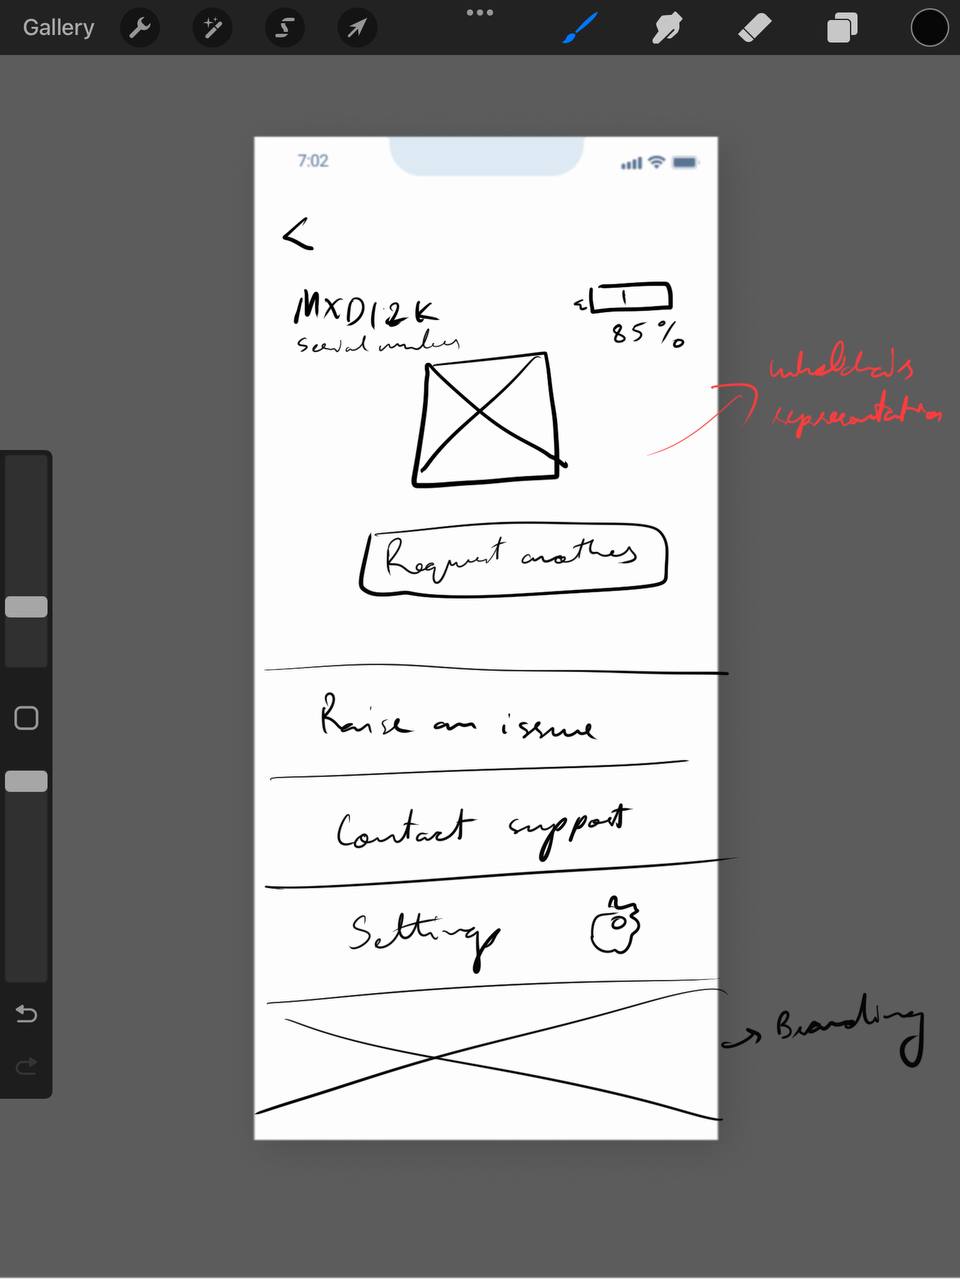 Gallery
7:02
<
MXD12K
serial number
85%
wheelchair's
representation
Request another
Raise an issue
Contact support
Settings
→ Branding